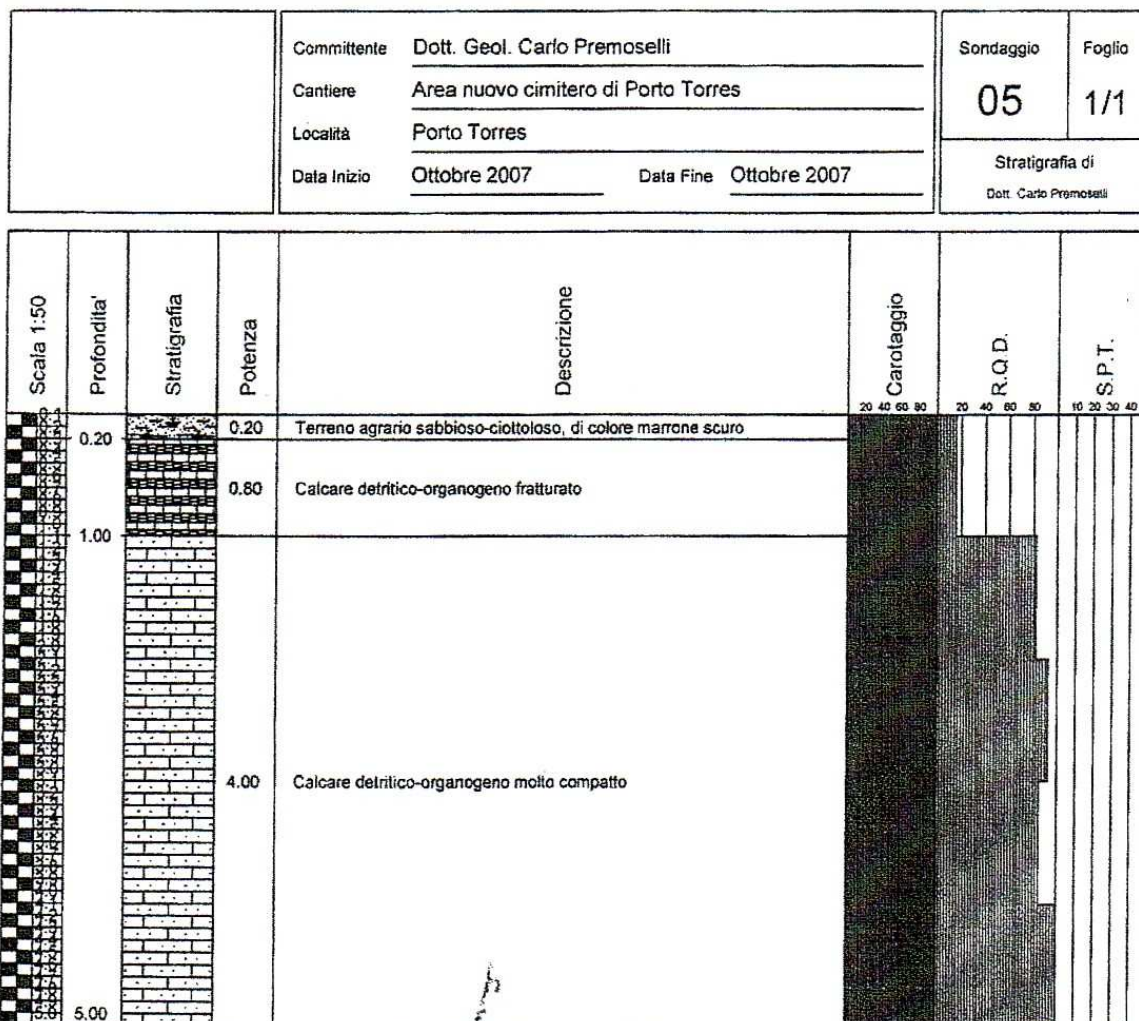 Committente Dott. Geol. Carlo Premoselli
Cantiere Area nuovo cimitero di Porto Torres
Località Porto Torres
Data Inizio Ottobre 2007 Data Fine Ottobre 2007
Sondaggio Foglio
05 1/1
Stratigrafia di
Dott. Carlo Premoselli
Scala 1:50 Profondita' Stratigrafia Potenza Descrizione Carotaggio R.Q.D. S.P.T.
20 40 60 80 20 40 60 80 10 20 30 40
0.20 Terreno agrario sabbioso-ciottoloso, di colore marrone scuro
0.20
0.80 Calcare detritico-organogeno fratturato
1.00
4.00 Calcare detritico-organogeno molto compatto
5.0 5.00